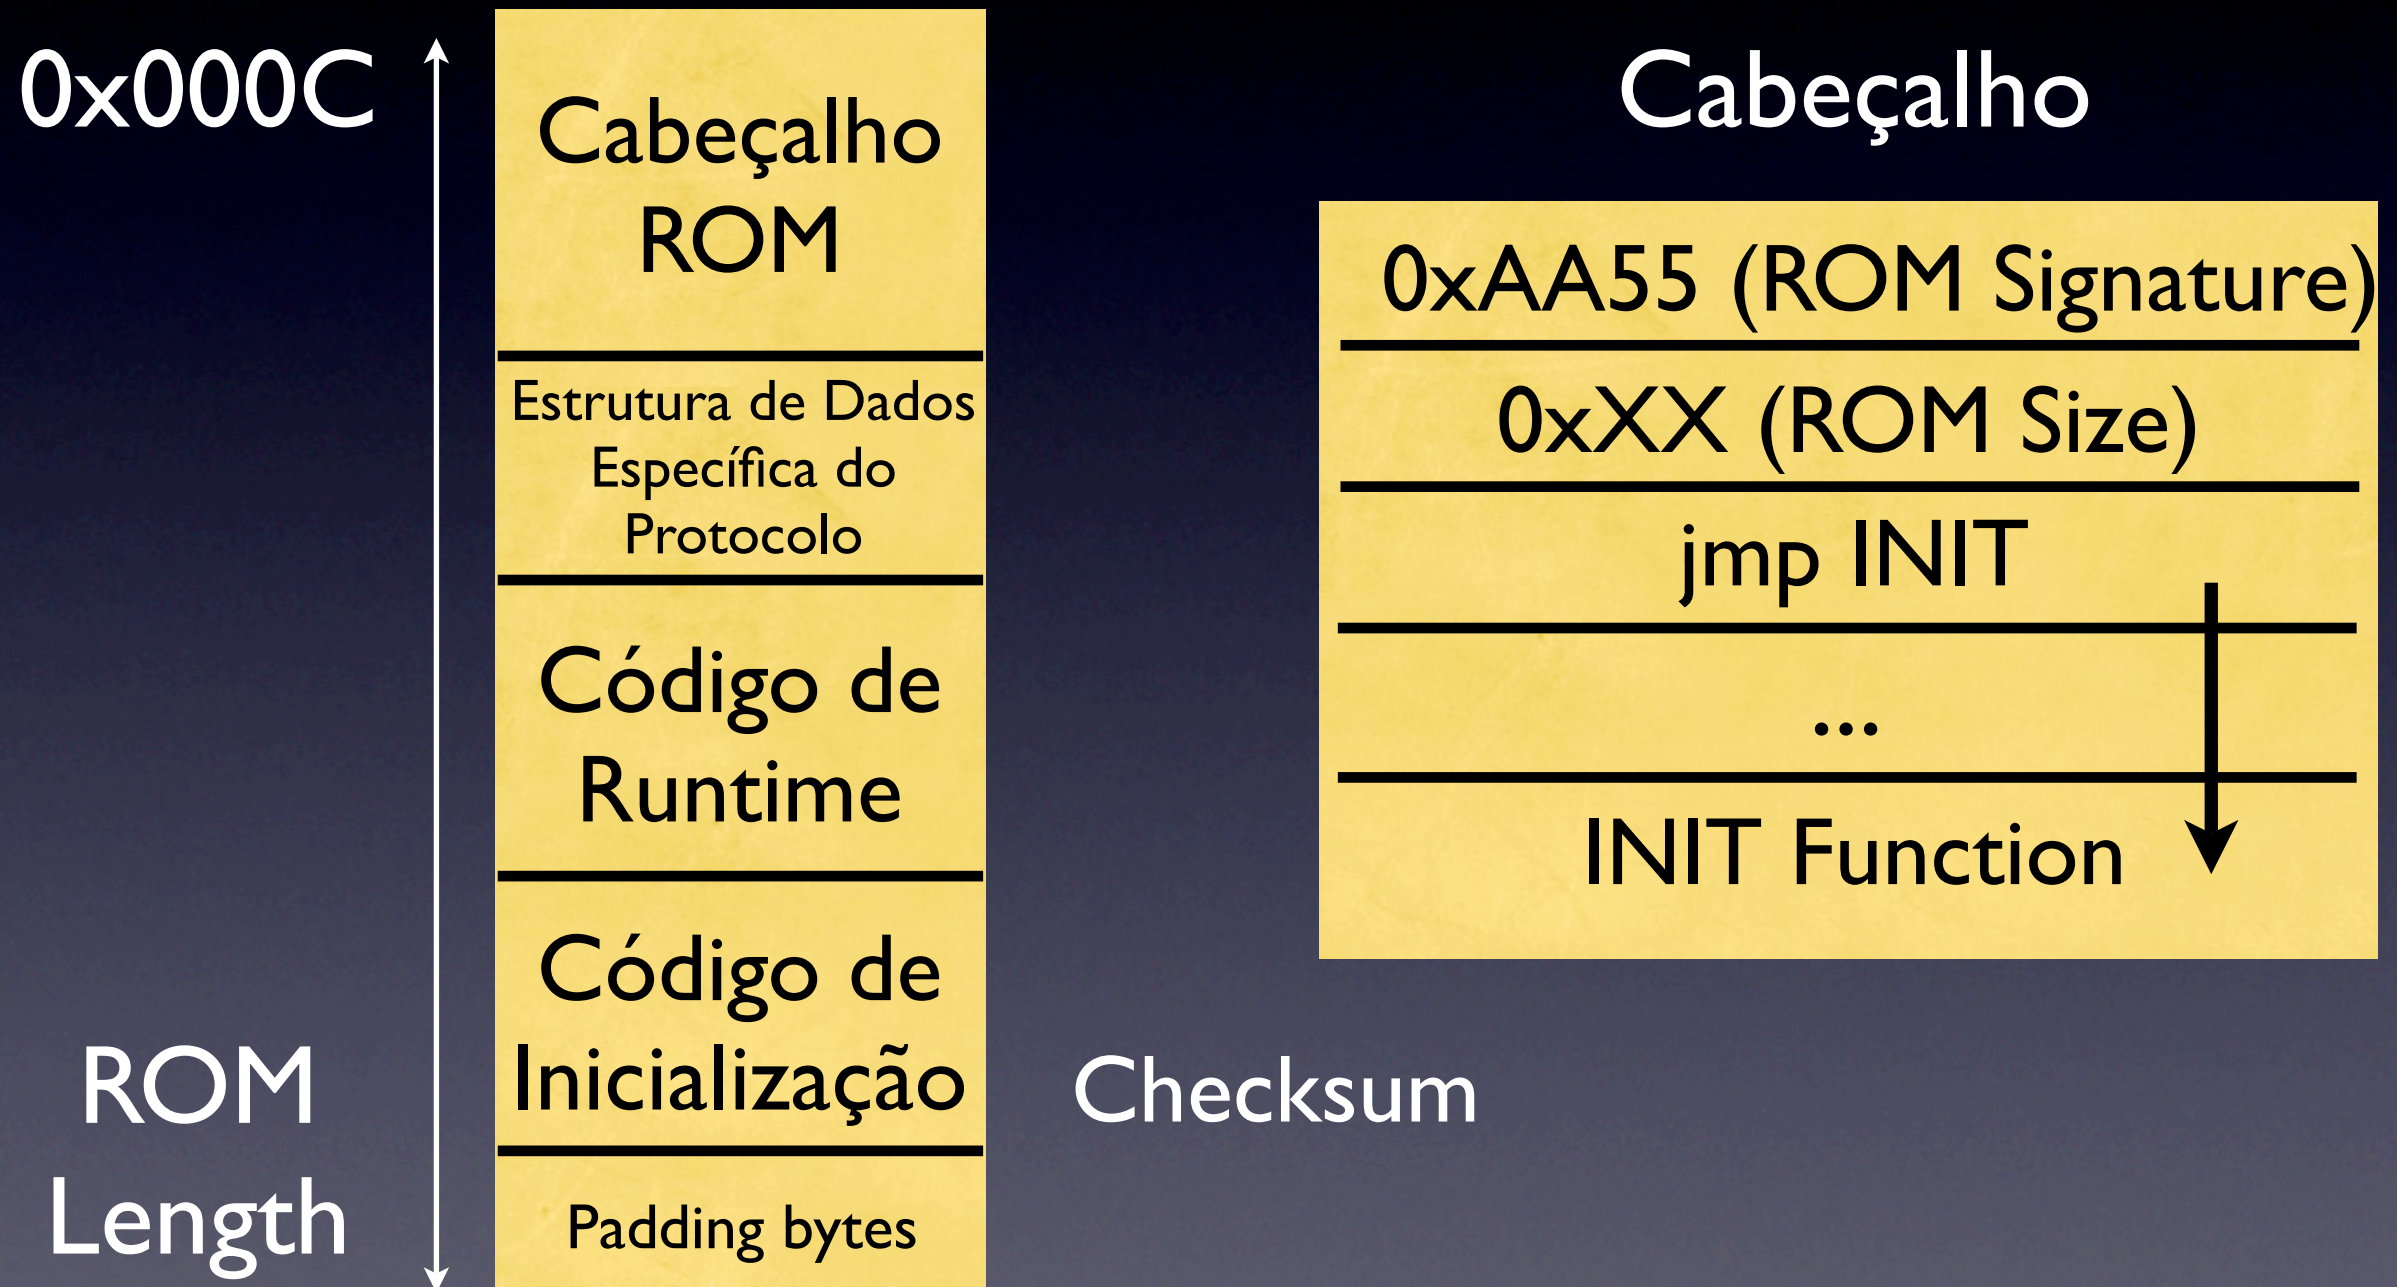 0x000C
ROM
Length
Cabeçalho
ROM
Estrutura de Dados
Específica do
Protocolo
Código de
Runtime
Código de
Inicialização
Padding bytes
Cabeçalho
0xAA55 (ROM Signature)
0xXX (ROM Size)
jmp INIT
...
INIT Function
Checksum